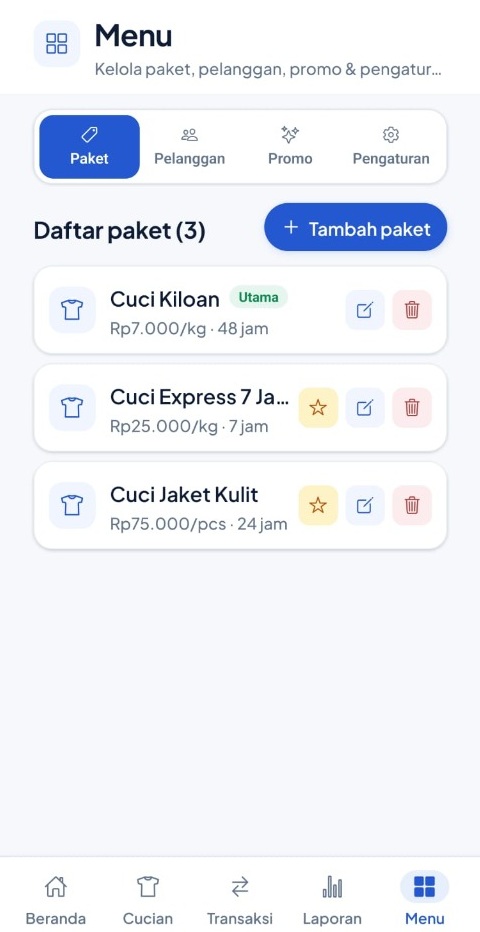 Menu
Kelola paket, pelanggan, promo & pengatur...
Paket
Pelanggan
Promo
Pengaturan
Daftar paket (3)
+ Tambah paket
Cuci Kiloan Utama
Rp7.000/kg · 48 jam
Cuci Express 7 Ja...
Rp25.000/kg · 7 jam
Cuci Jaket Kulit
Rp75.000/pcs · 24 jam
Beranda
Cucian
Transaksi
Laporan
Menu